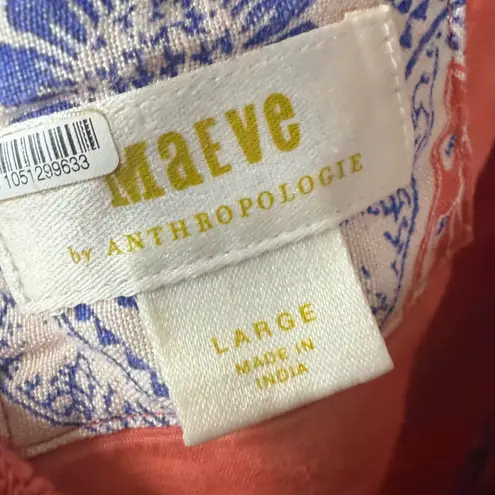 1051299633
Maeve
by ANTHROPOLOGIE
LARGE
MADE IN
INDIA